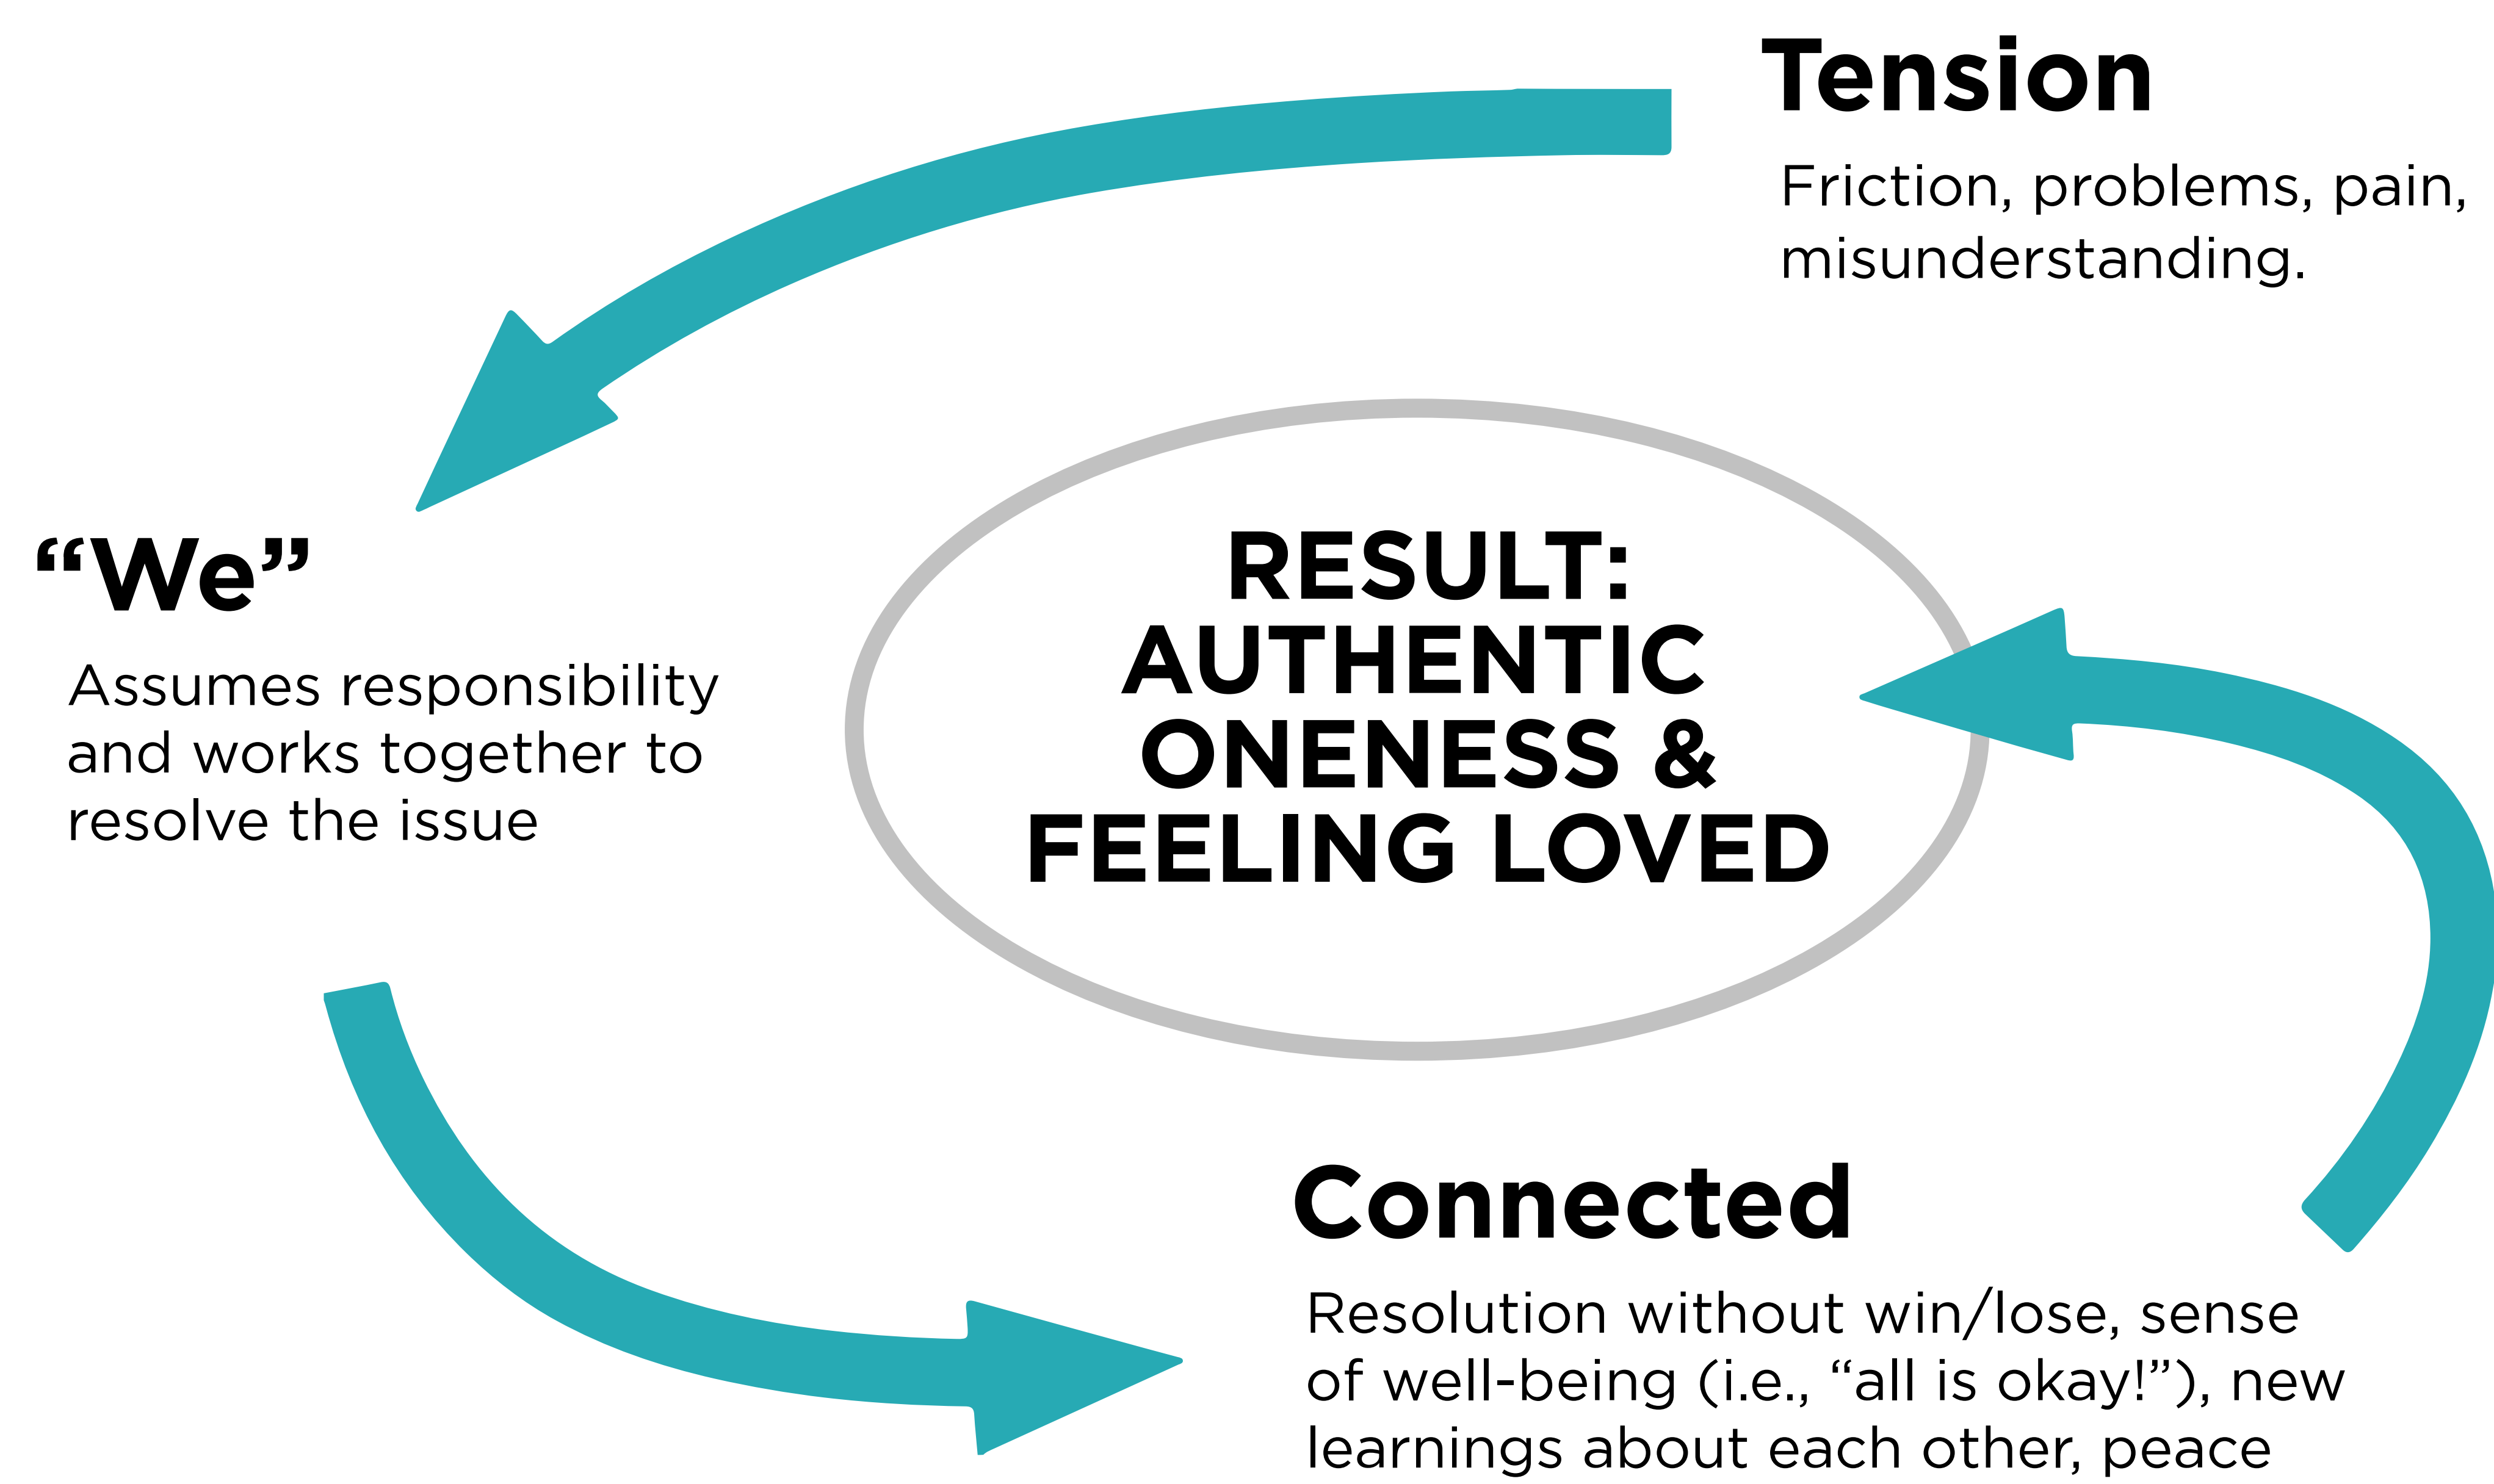 Tension
Friction, problems, pain,
misunderstanding.
“We”
Assumes responsibility
and works together to
resolve the issue
RESULT:
AUTHENTIC
ONENESS &
FEELING LOVED
Connected
Resolution without win/lose, sense
of well-being (i.e., “all is okay!”), new
learnings about each other, peace